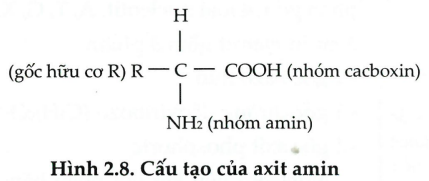 H
(gốc hữu cơ R) R — C — COOH (nhóm cacboxin)
NH₂ (nhóm amin)
Hình 2.8. Cấu tạo của axit amin